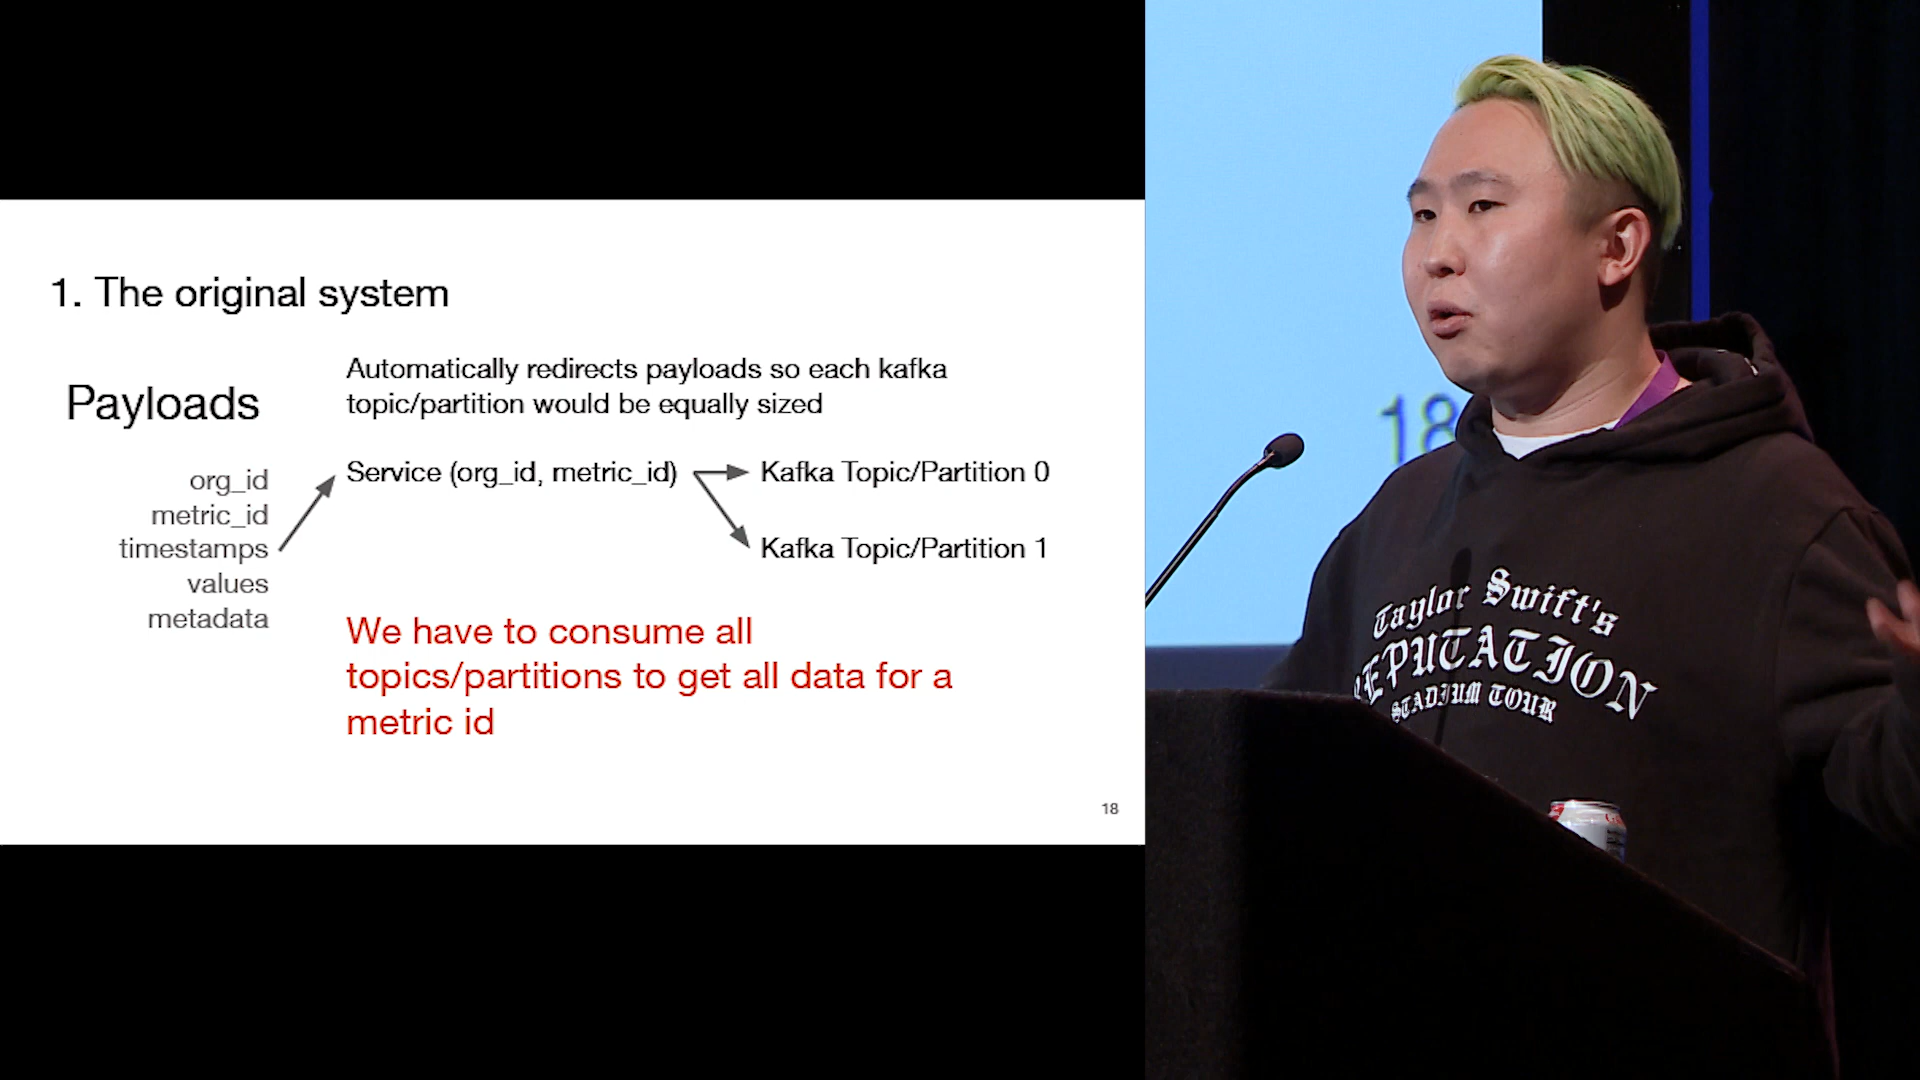 1. The original system
Payloads
org_id
metric_id
timestamps
values
metadata
Automatically redirects payloads so each kafka
topic/partition would be equally sized
Service (org_id, metric_id)
Kafka Topic/Partition 0
Kafka Topic/Partition 1
We have to consume all
topics/partitions to get all data for a
metric id
18
18
Taylor Swift's
REPUTATION
STADIUM TOUR